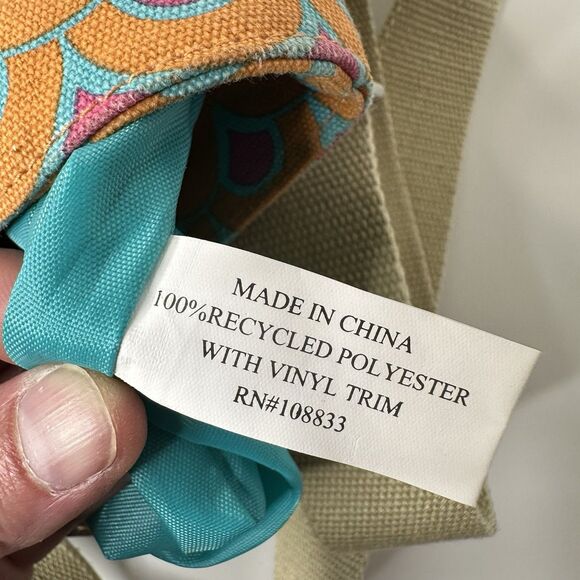 MADE IN CHINA
100%RECYCLED POLYESTER
WITH VINYL TRIM
RN#108833